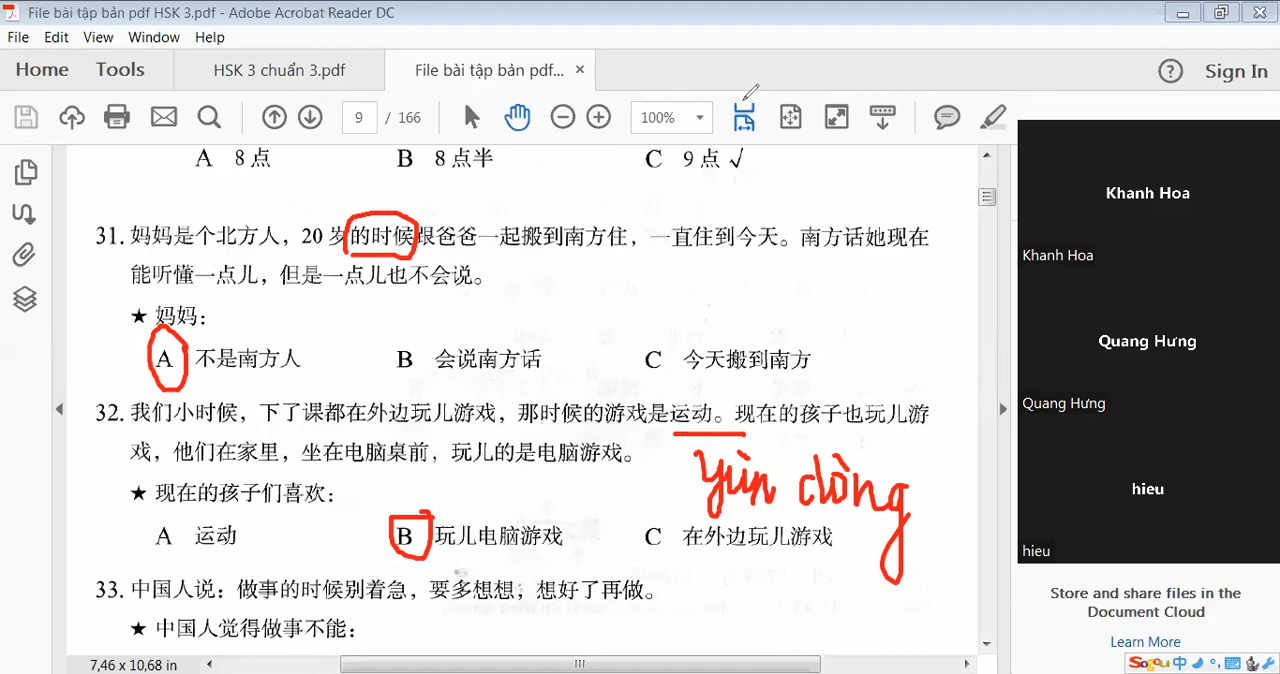 File bài tập bản pdf HSK 3.pdf - Adobe Acrobat Reader DC
File Edit View Window Help
Home Tools HSK 3 chuẩn 3.pdf File bài tập bản pdf... × Sign In
9 / 166 100%
A 8点 B 8点半 C 9点 √
31. 妈妈是个北方人，20岁的时候跟爸爸一起搬到南方住，一直住到今天。南方话她现在
能听懂一点儿，但是一点儿也不会说。
★ 妈妈：
A 不是南方人 B 会说南方话 C 今天搬到南方
32. 我们小时候，下了课都在外边玩儿游戏，那时候的游戏是运动。现在的孩子也玩儿游
戏，他们在家里，坐在电脑桌前，玩儿的是电脑游戏。
yùn dòng
★ 现在的孩子们喜欢：
A 运动 B 玩儿电脑游戏 C 在外边玩儿游戏
33. 中国人说：做事的时候别着急，要多想想；想好了再做。
★ 中国人觉得做事不能：
7,46 x 10,68 in
Khanh Hoa
Khanh Hoa
Quang Hưng
Quang Hưng
hieu
hieu
Store and share files in the
Document Cloud
Learn More
Sogou 中